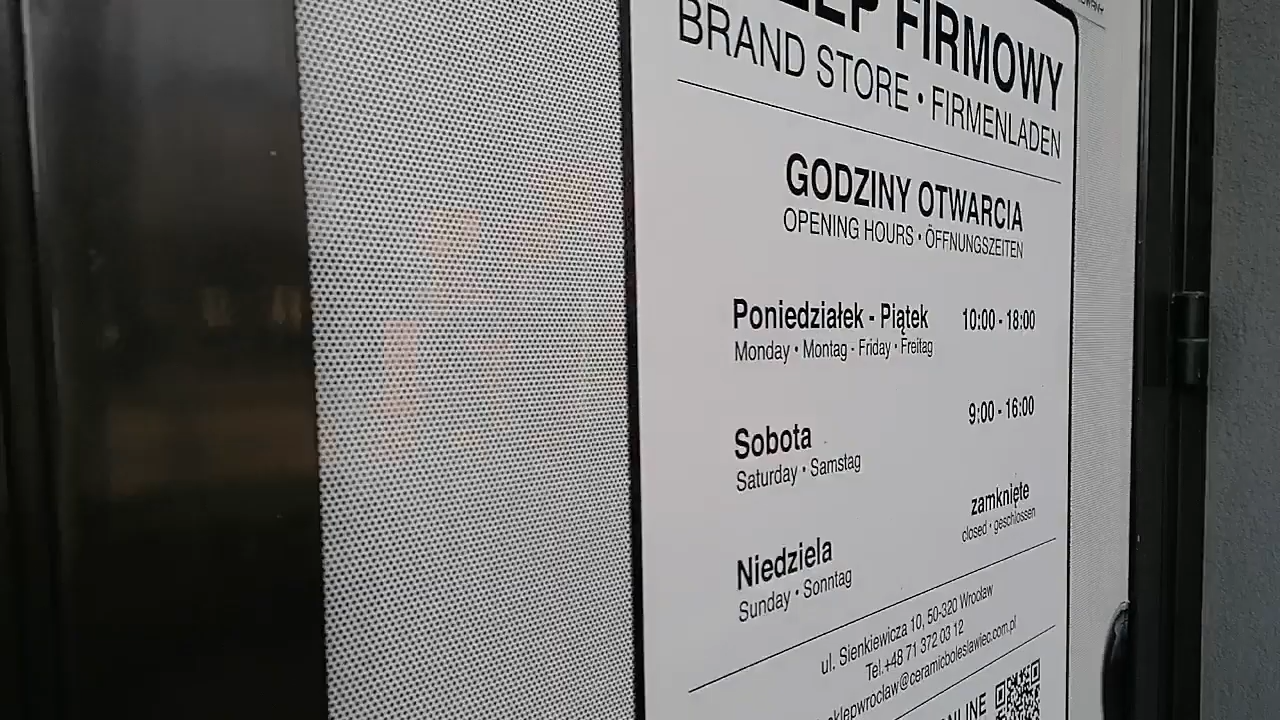 FIRMOWY
BRAND STORE • FIRMENLADEN
GODZINY OTWARCIA
OPENING HOURS • ÖFFNUNGSZEITEN
Poniedziałek - Piątek 10:00 - 18:00
Monday • Montag - Friday • Freitag
Sobota 9:00 - 16:00
Saturday • Samstag
Niedziela zamknięte
Sunday • Sonntag closed • geschlossen
ul. Sienkiewicza 10, 50-320 Wrocław
Tel.+48 71 372 03 12
sklepwroclaw@ceramicboleslawiec.com.pl